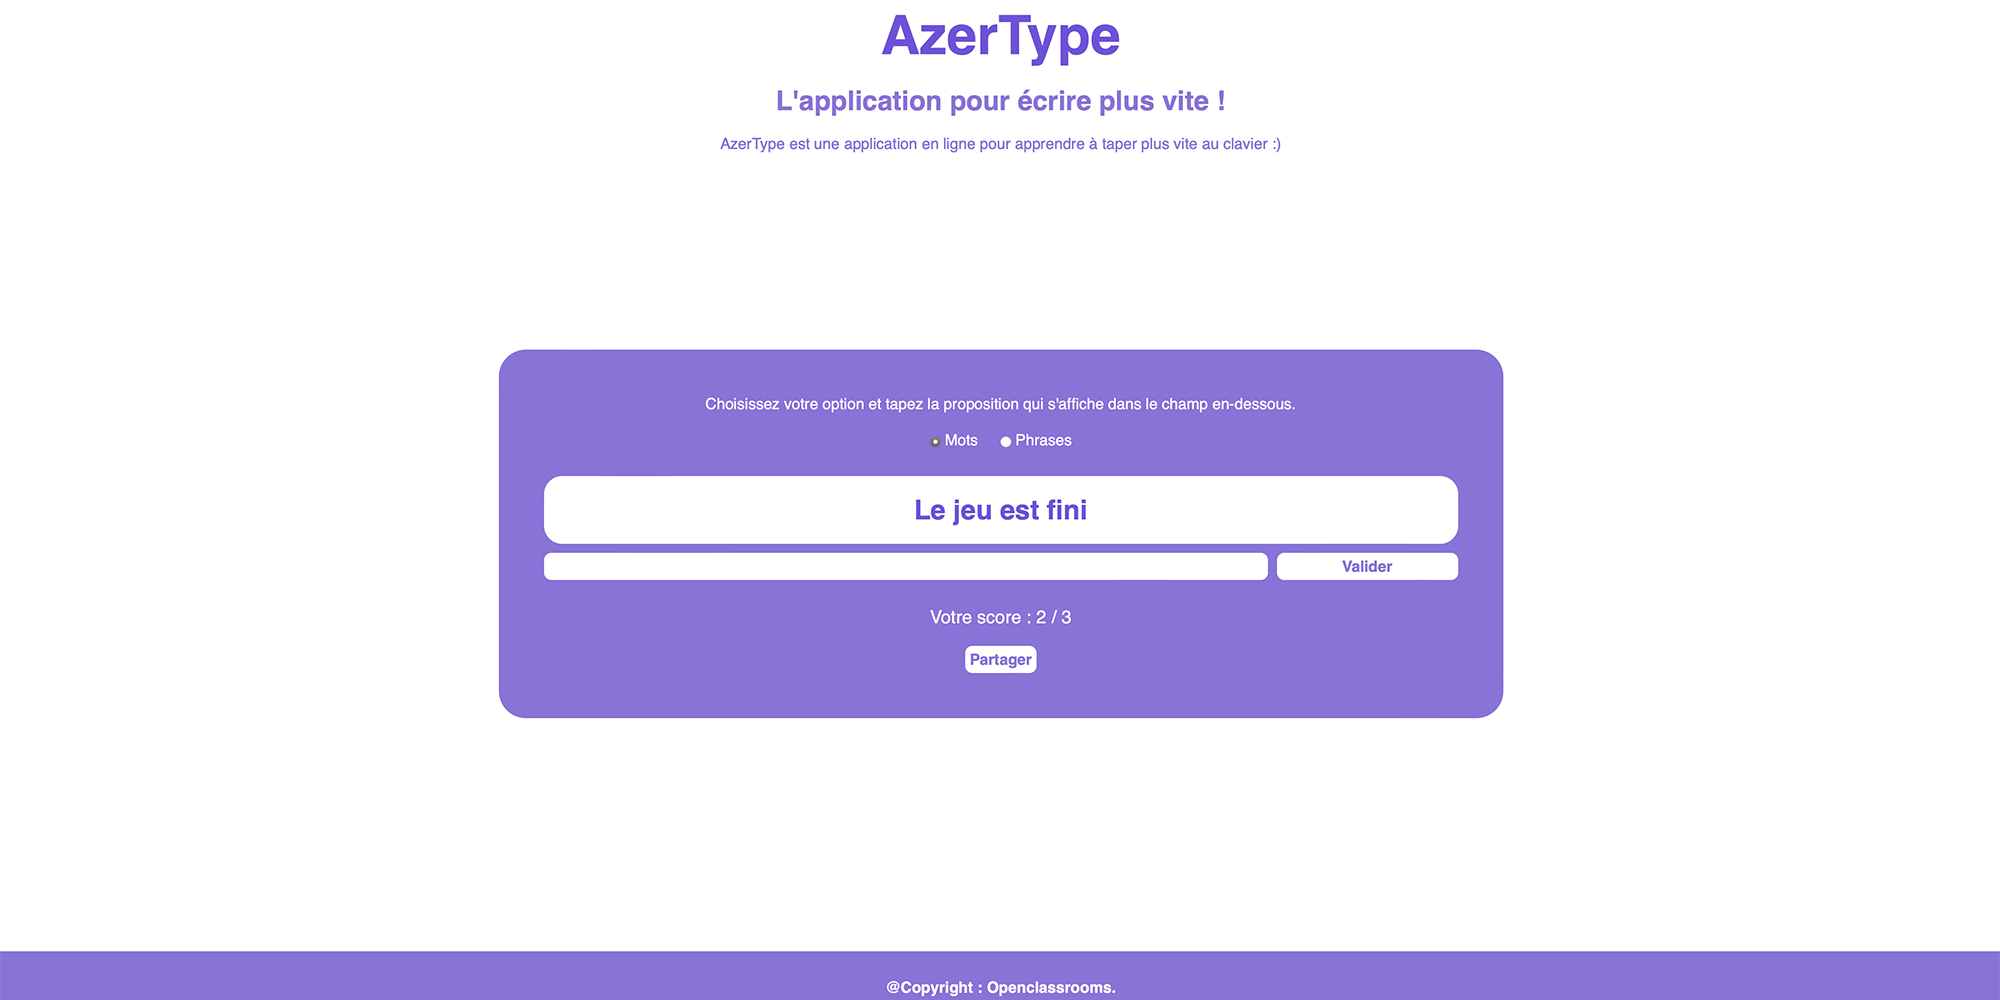 AzerType
L'application pour écrire plus vite !
AzerType est une application en ligne pour apprendre à taper plus vite au clavier :)
Choisissez votre option et tapez la proposition qui s'affiche dans le champ en-dessous.
Mots Phrases
Le jeu est fini
Valider
Votre score : 2 / 3
Partager
@Copyright : Openclassrooms.